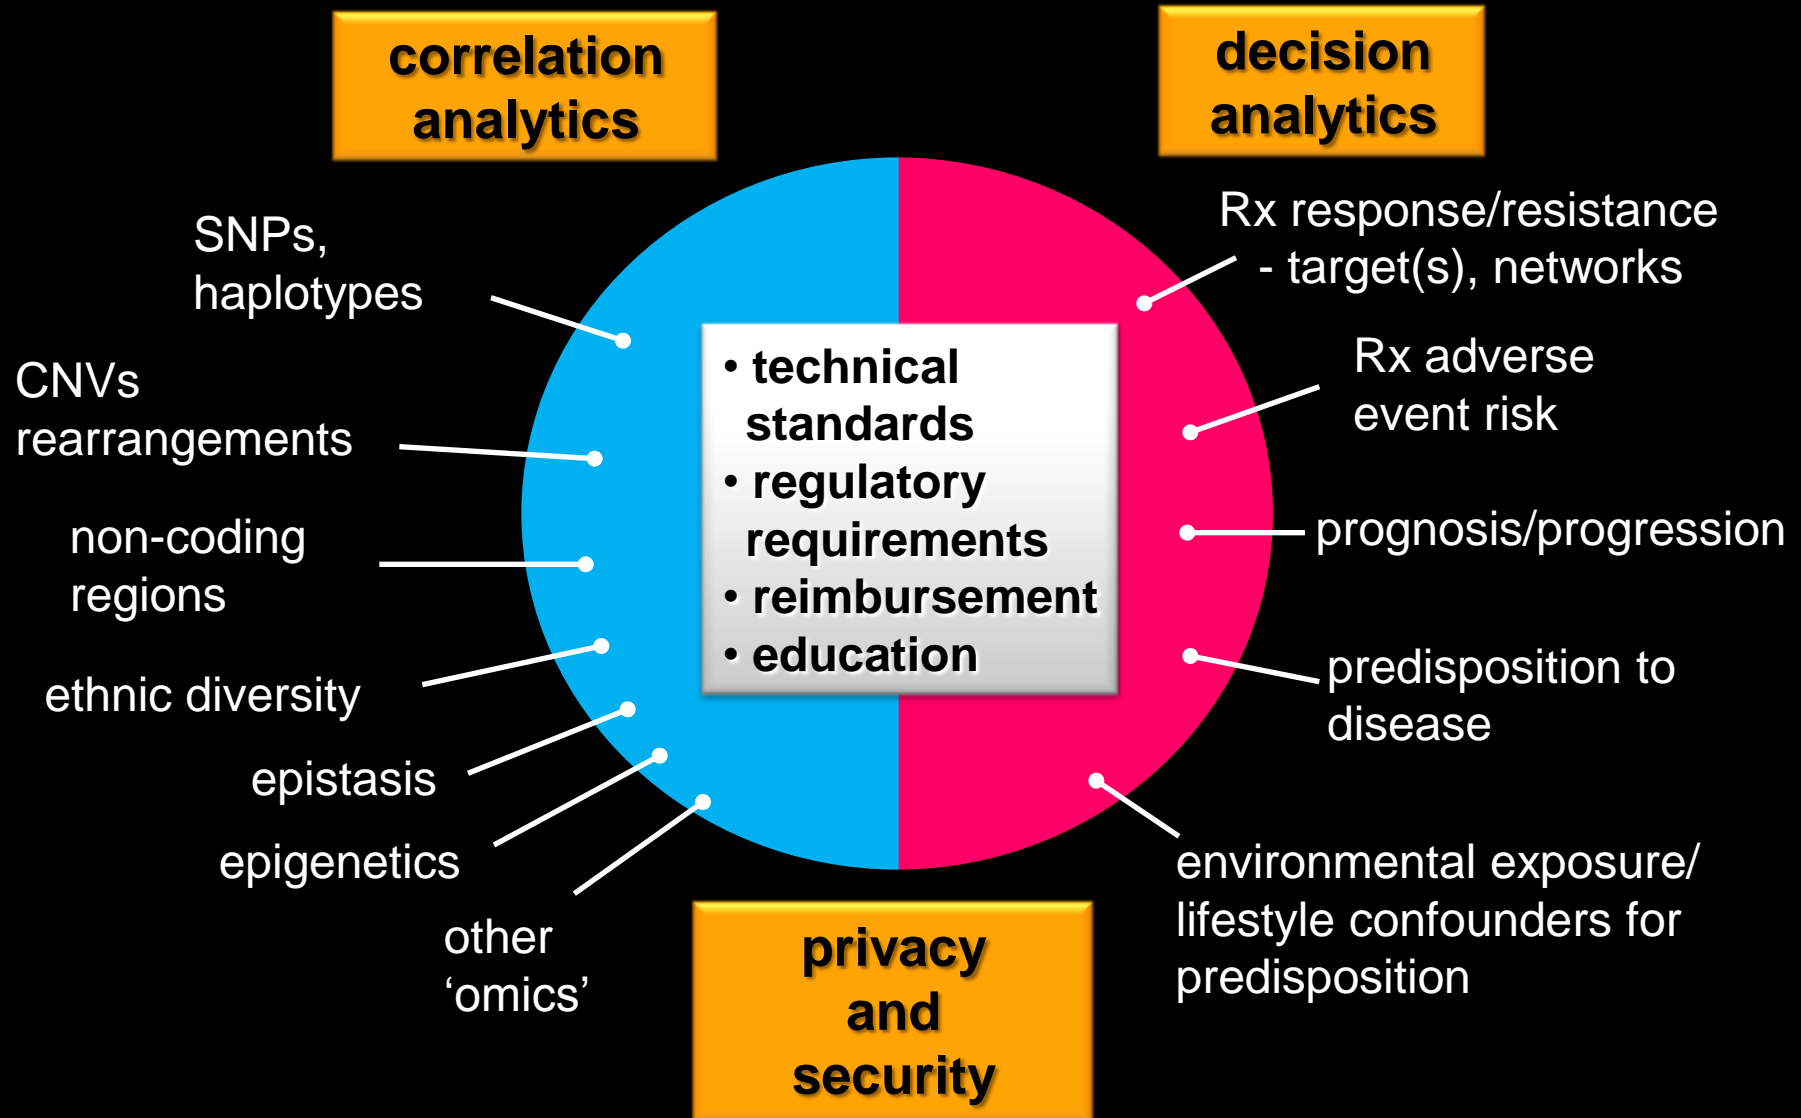 correlation
analytics
decision
analytics
SNPs,
haplotypes
CNVs
rearrangements
non-coding
regions
ethnic diversity
epistasis
epigenetics
other
‘omics’
• technical
standards
• regulatory
requirements
• reimbursement
• education
Rx response/resistance
- target(s), networks
Rx adverse
event risk
prognosis/progression
predisposition to
disease
environmental exposure/
lifestyle confounders for
predisposition
privacy
and
security